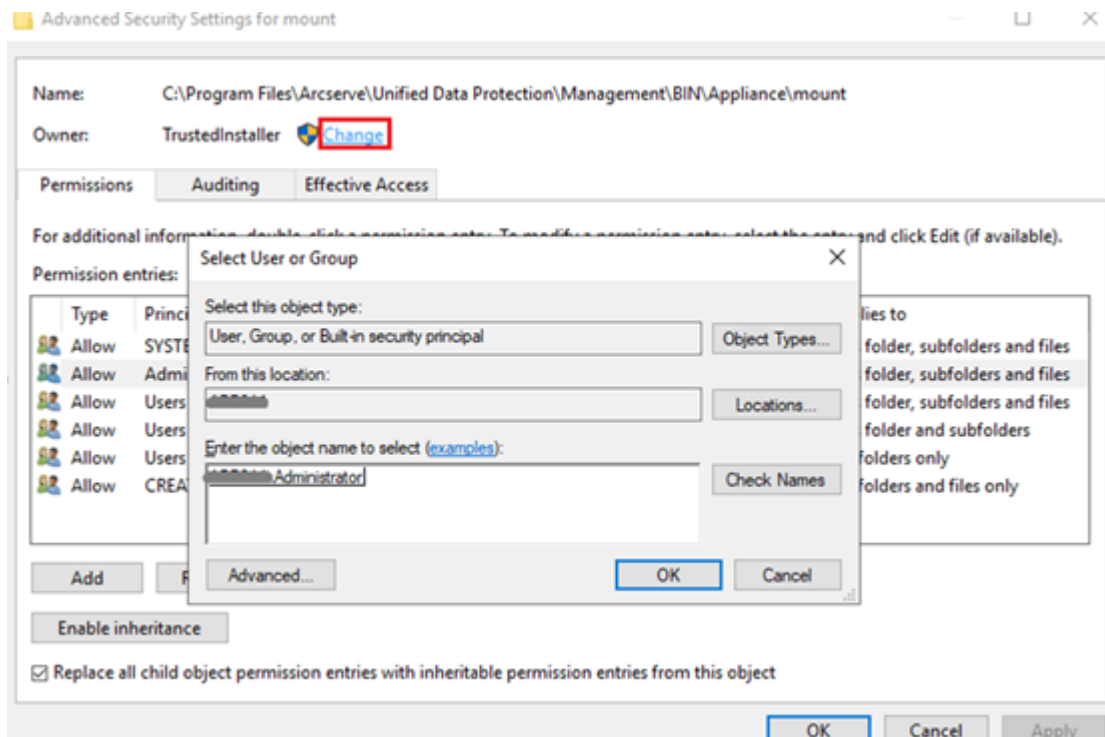 Advanced Security Settings for mount
Name: C:\Program Files\Arcserve\Unified Data Protection\Management\BIN\Appliance\mount
Owner: TrustedInstaller Change
Permissions Auditing Effective Access
For additional and click Edit (if available).
Select User or Group
Permission entries:
Select this object type:
Type
User, Group, or Built-in security principal Object Types...
Allow folder, subfolders and files
From this location:
Allow folder, subfolders and files
Locations...
Allow Users folder, subfolders and files
Allow Users folder and subfolders
Enter the object name to select (examples):
Allow Users folders only
Administrator Check Names
Allow folders and files only
Add Advanced... OK Cancel
Enable inheritance
Replace all child object permission entries with inheritable permission entries from this object
OK Cancel Apply